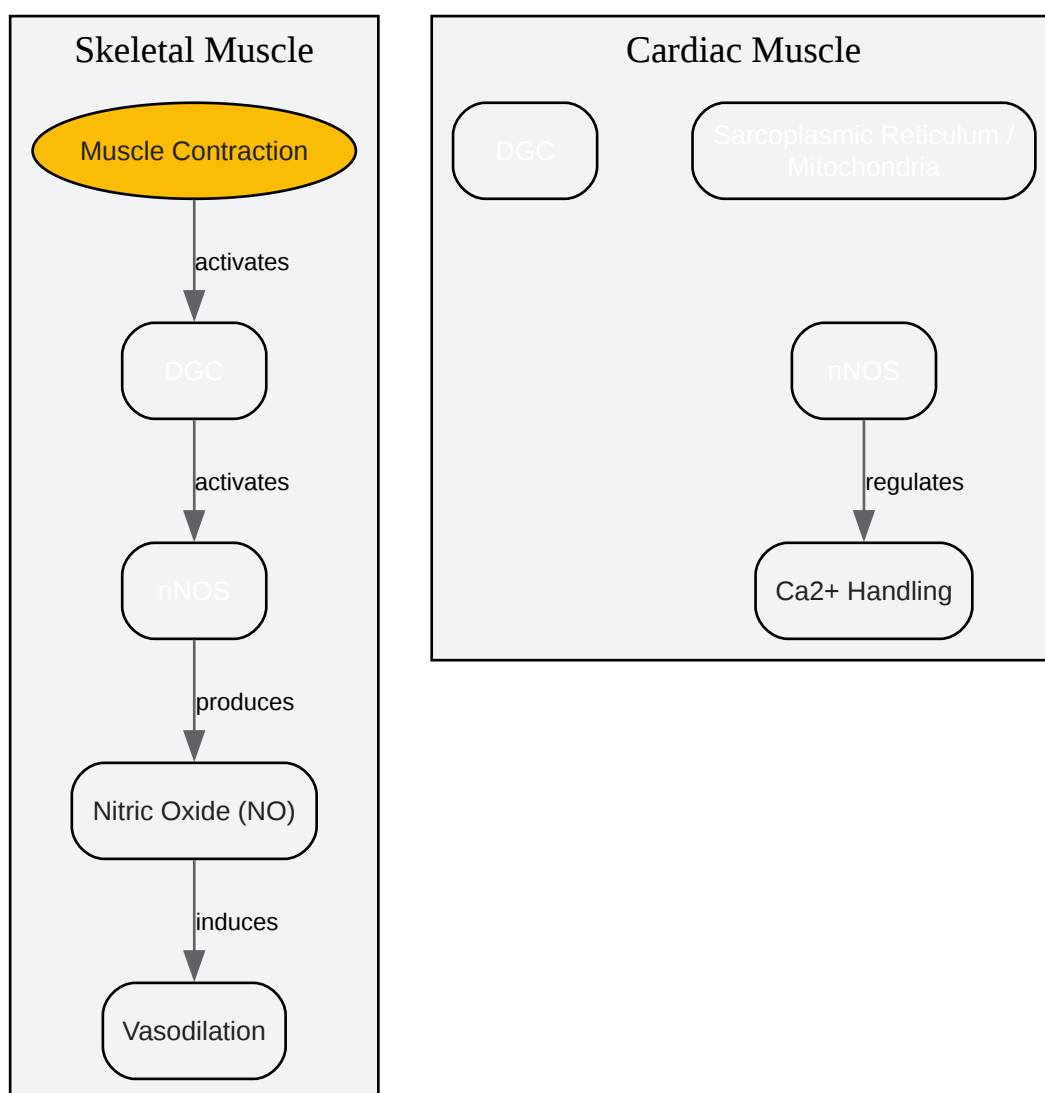 Skeletal Muscle
Muscle Contraction
activates
DGC
activates
nNOS
produces
Nitric Oxide (NO)
induces
Vasodilation
Cardiac Muscle
DGC
Sarcoplasmic Reticulum /
Mitochondria
nNOS
regulates
Ca2+ Handling